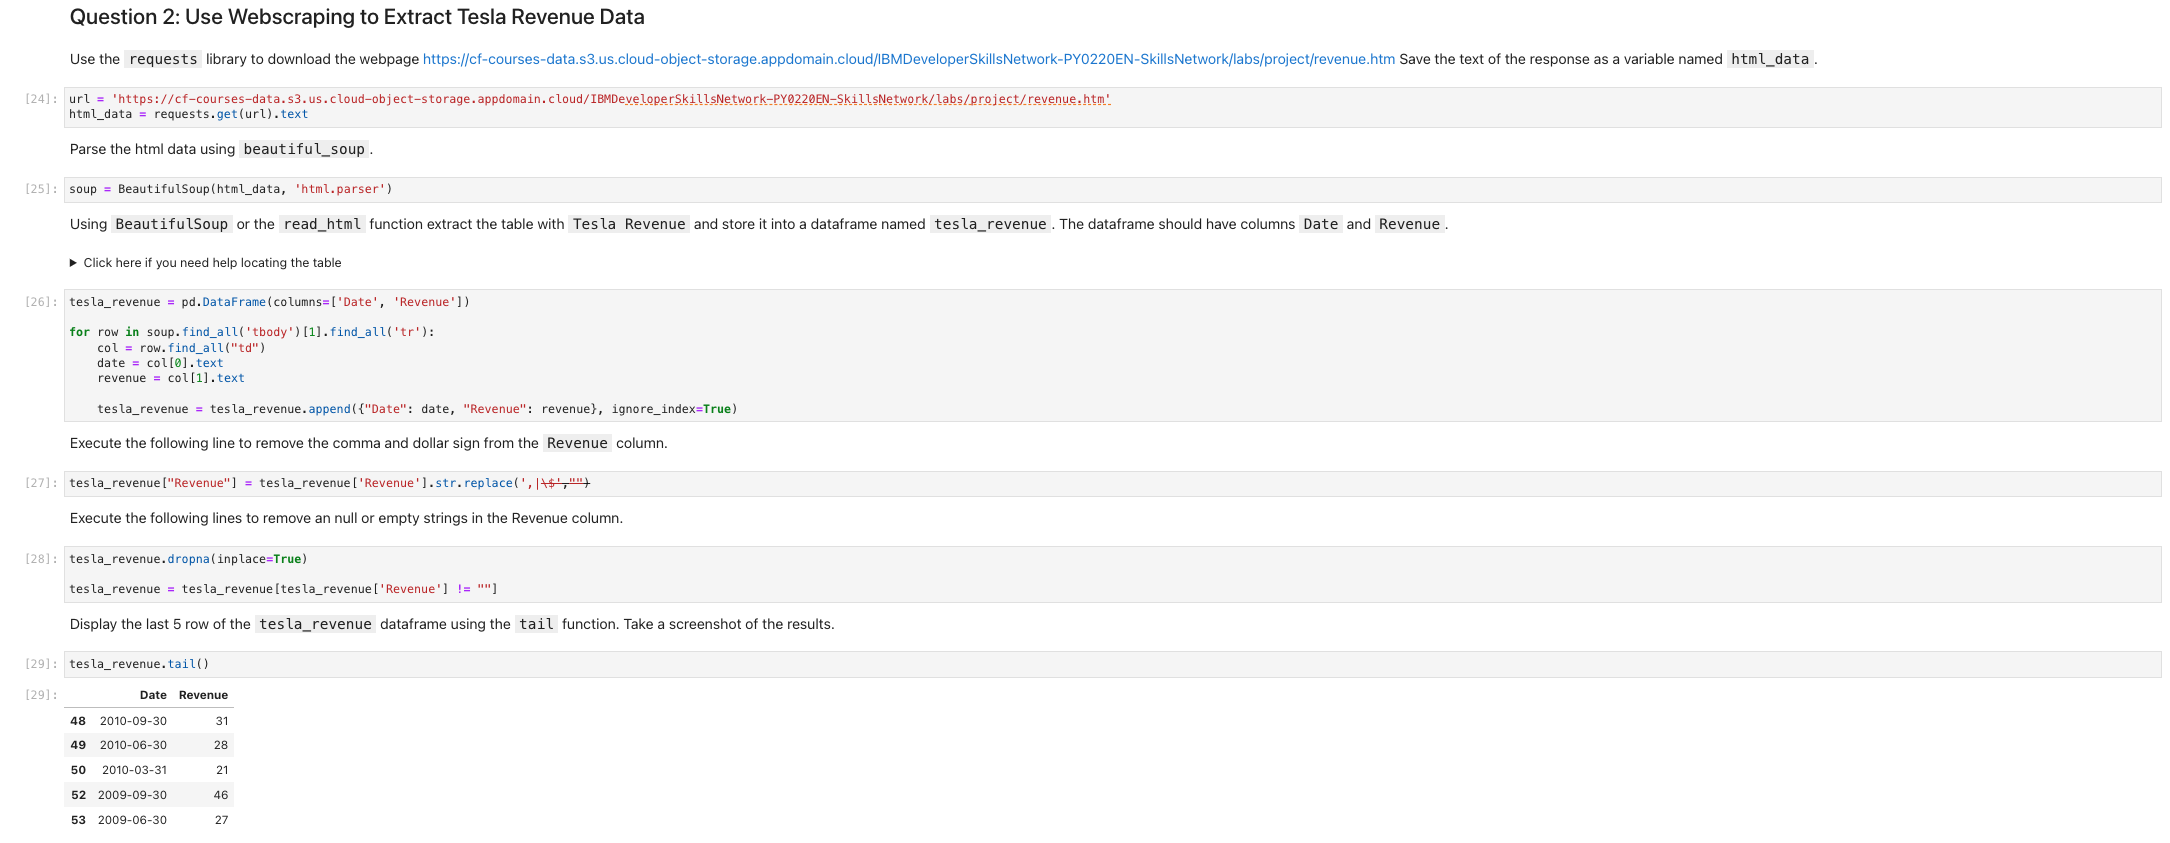 Question 2: Use Webscraping to Extract Tesla Revenue Data
Use the requests library to download the webpage https://cf-courses-data.s3.us.cloud-object-storage.appdomain.cloud/IBMDeveloperSkillsNetwork-PY0220EN-SkillsNetwork/labs/project/revenue.htm Save the text of the response as a variable named html_data.
[24]: url = 'https://cf-courses-data.s3.us.cloud-object-storage.appdomain.cloud/IBMDeveloperSkillsNetwork-PY0220EN-SkillsNetwork/labs/project/revenue.htm'
html_data = requests.get(url).text
Parse the html data using beautiful_soup.
[25]: soup = BeautifulSoup(html_data, 'html.parser')
Using BeautifulSoup or the read_html function extract the table with Tesla Revenue and store it into a dataframe named tesla_revenue. The dataframe should have columns Date and Revenue.
▶ Click here if you need help locating the table
[26]: tesla_revenue = pd.DataFrame(columns=['Date', 'Revenue'])
for row in soup.find_all('tbody')[1].find_all('tr'):
    col = row.find_all("td")
    date = col[0].text
    revenue = col[1].text
    tesla_revenue = tesla_revenue.append({"Date": date, "Revenue": revenue}, ignore_index=True)
Execute the following line to remove the comma and dollar sign from the Revenue column.
[27]: tesla_revenue["Revenue"] = tesla_revenue['Revenue'].str.replace(',|\$',"")
Execute the following lines to remove an null or empty strings in the Revenue column.
[28]: tesla_revenue.dropna(inplace=True)
tesla_revenue = tesla_revenue[tesla_revenue['Revenue'] != ""]
Display the last 5 row of the tesla_revenue dataframe using the tail function. Take a screenshot of the results.
[29]: tesla_revenue.tail()
[29]: Date Revenue
48 2010-09-30 31
49 2010-06-30 28
50 2010-03-31 21
52 2009-09-30 46
53 2009-06-30 27